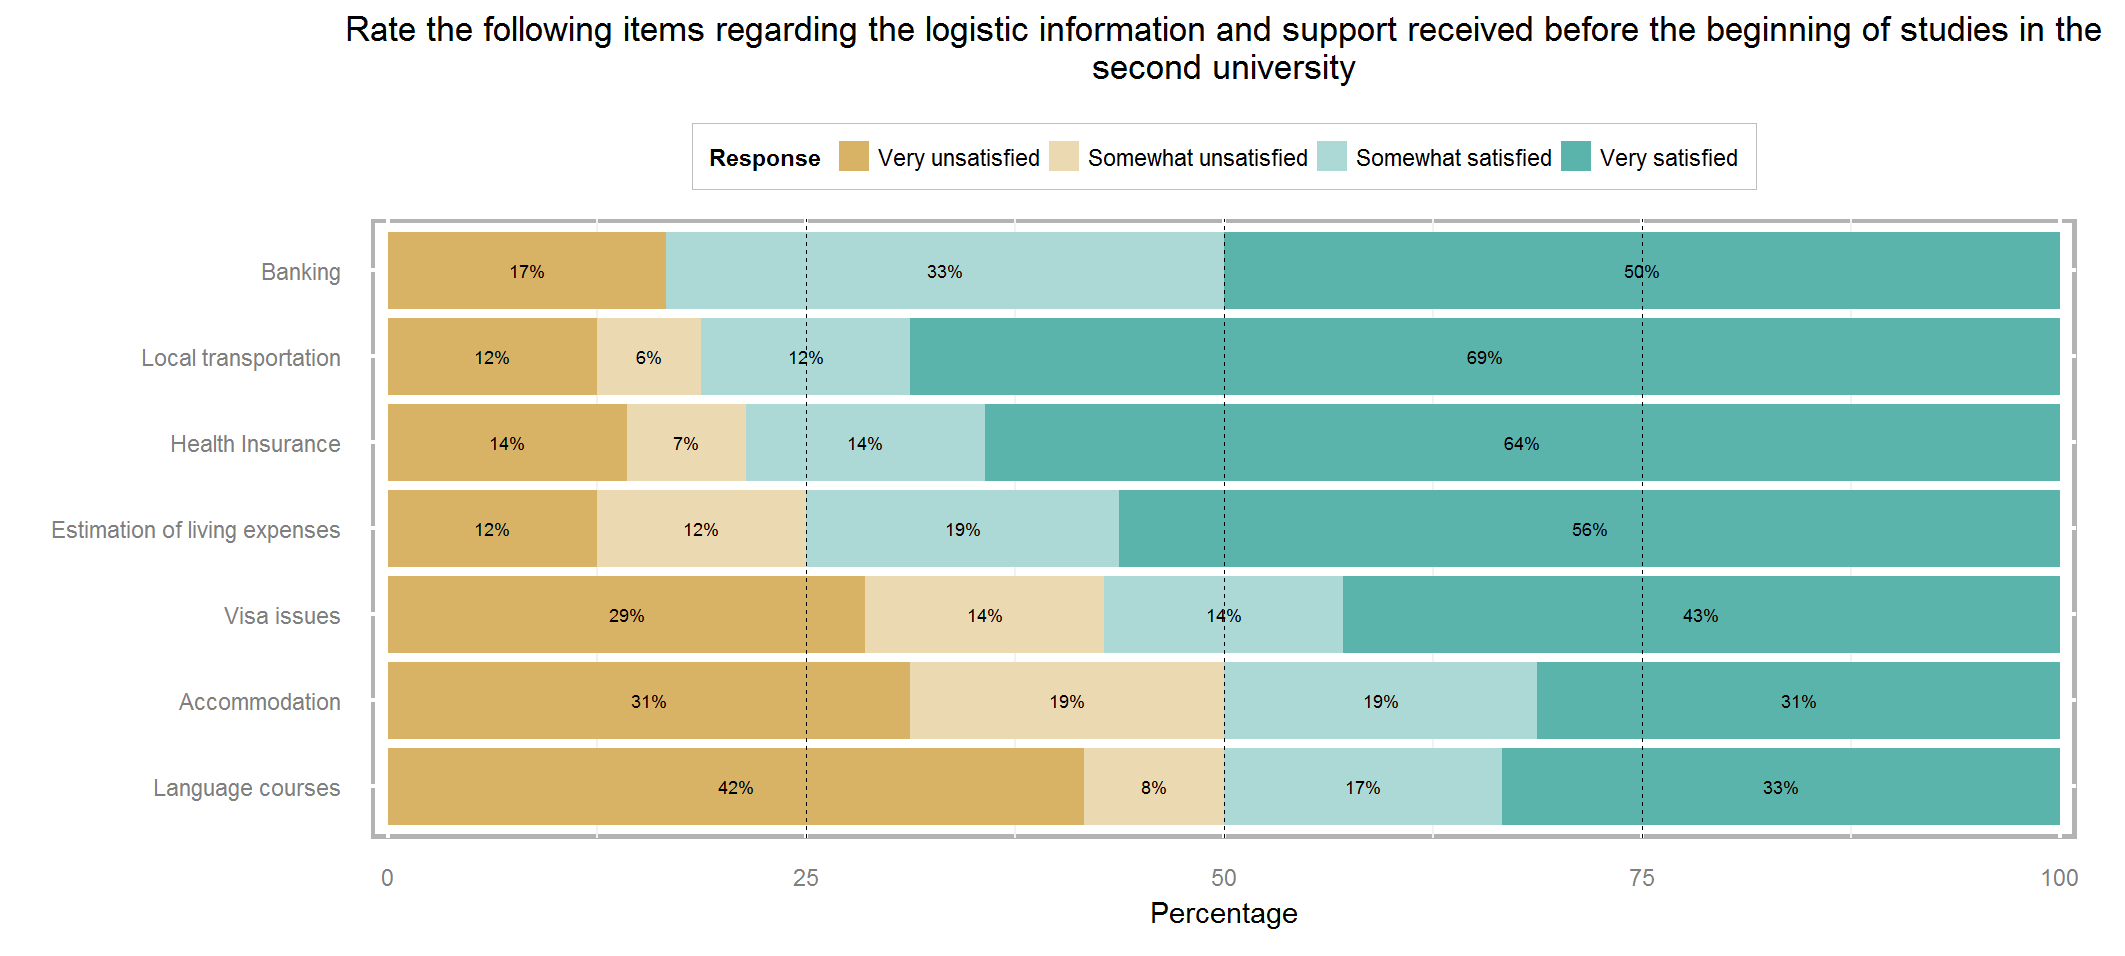 Rate the following items regarding the logistic information and support received before the beginning of studies in the
second university
Response Very unsatisfied Somewhat unsatisfied Somewhat satisfied Very satisfied
Banking 17% 33% 50%
Local transportation 12% 6% 12% 69%
Health Insurance 14% 7% 14% 64%
Estimation of living expenses 12% 12% 19% 56%
Visa issues 29% 14% 14% 43%
Accommodation 31% 19% 19% 31%
Language courses 42% 8% 17% 33%
0 25 50 75 100
Percentage